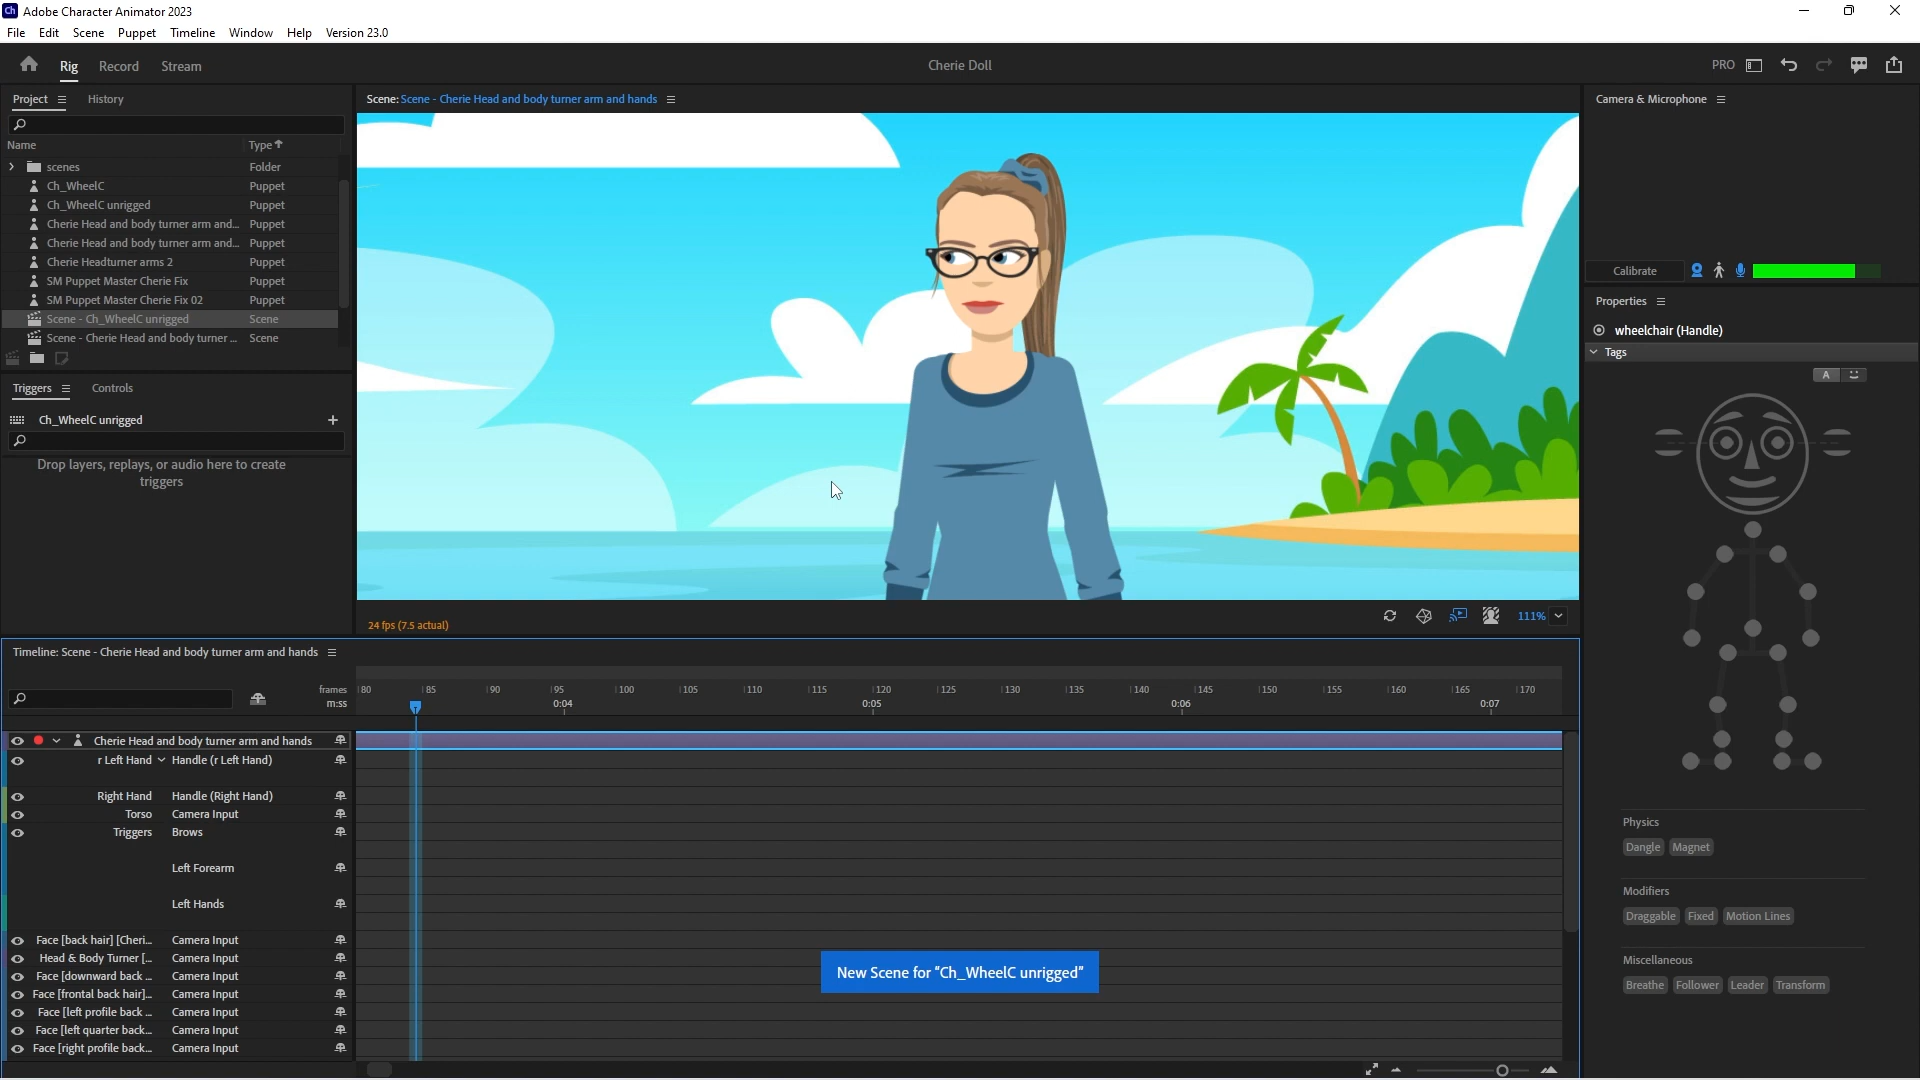 Ch Adobe Character Animator 2023
File Edit Scene Puppet Timeline Window Help Version 23.0
Rig Record Stream
Cherie Doll
PRO
Project History
Name Type
scenes Folder
Ch_WheelC Puppet
Ch_WheelC unrigged Puppet
Cherie Head and body turner arm and... Puppet
Cherie Head and body turner arm and... Puppet
Cherie Headturner arms 2 Puppet
SM Puppet Master Cherie Fix Puppet
SM Puppet Master Cherie Fix 02 Puppet
Scene - Ch_WheelC unrigged Scene
Scene - Cherie Head and body turner ... Scene
Triggers Controls
Ch_WheelC unrigged
Drop layers, replays, or audio here to create
triggers
Scene: Scene - Cherie Head and body turner arm and hands
24 fps (7.5 actual)
111%
Camera & Microphone
Calibrate
Properties
wheelchair (Handle)
Tags
A
Physics
Dangle Magnet
Modifiers
Draggable Fixed Motion Lines
Miscellaneous
Breathe Follower Leader Transform
Timeline: Scene - Cherie Head and body turner arm and hands
frames 80 85 90 95 100 105 110 115 120 125 130 135 140 145 150 155 160 165 170
m:ss 0:04 0:05 0:06 0:07
Cherie Head and body turner arm and hands
r Left Hand Handle (r Left Hand)
Right Hand Handle (Right Hand)
Torso Camera Input
Triggers Brows
Left Forearm
Left Hands
Face [back hair] [Cheri... Camera Input
Head & Body Turner [... Camera Input
Face [downward back ... Camera Input
Face [frontal back hair]... Camera Input
Face [left profile back ... Camera Input
Face [left quarter back... Camera Input
Face [right profile back... Camera Input
New Scene for “Ch_WheelC unrigged”